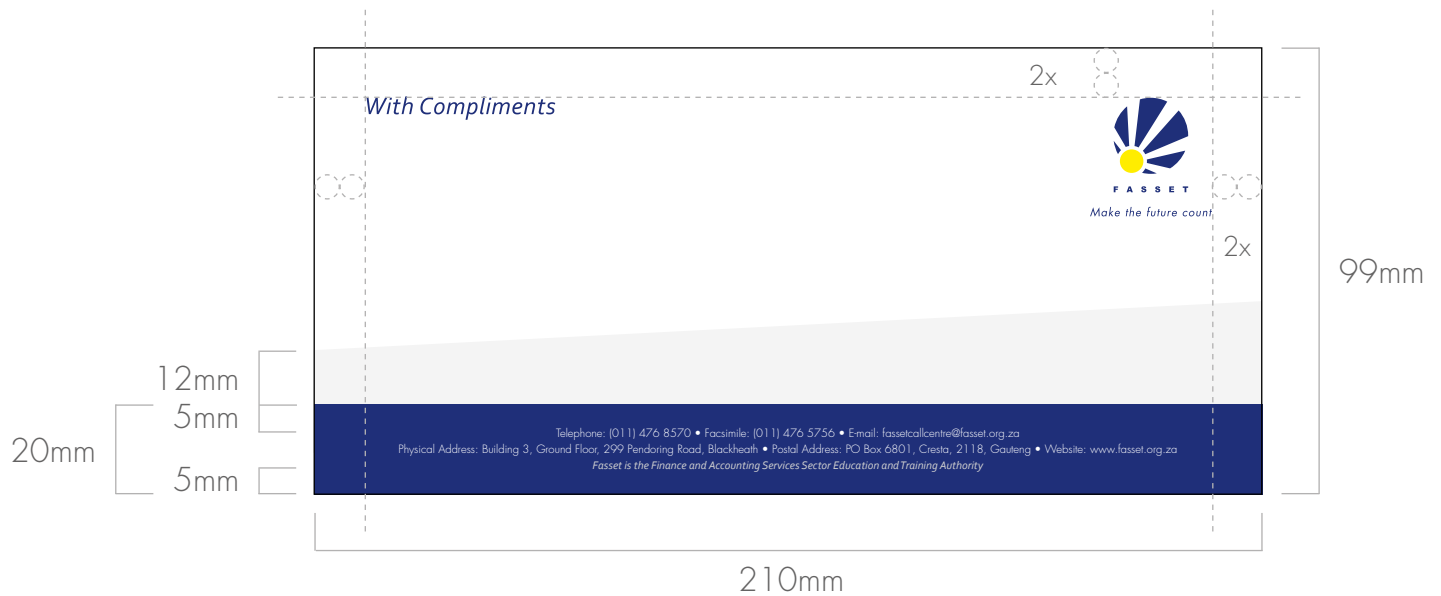 2x
With Compliments
FASSET
Make the future count
2x
99mm
12mm
5mm
20mm
5mm
Telephone: (011) 476 8570 • Facsimile: (011) 476 5756 • E-mail: fassetcallcentre@fasset.org.za
Physical Address: Building 3, Ground Floor, 299 Pendoring Road, Blackheath • Postal Address: PO Box 6801, Cresta, 2118, Gauteng • Website: www.fasset.org.za
Fasset is the Finance and Accounting Services Sector Education and Training Authority
210mm